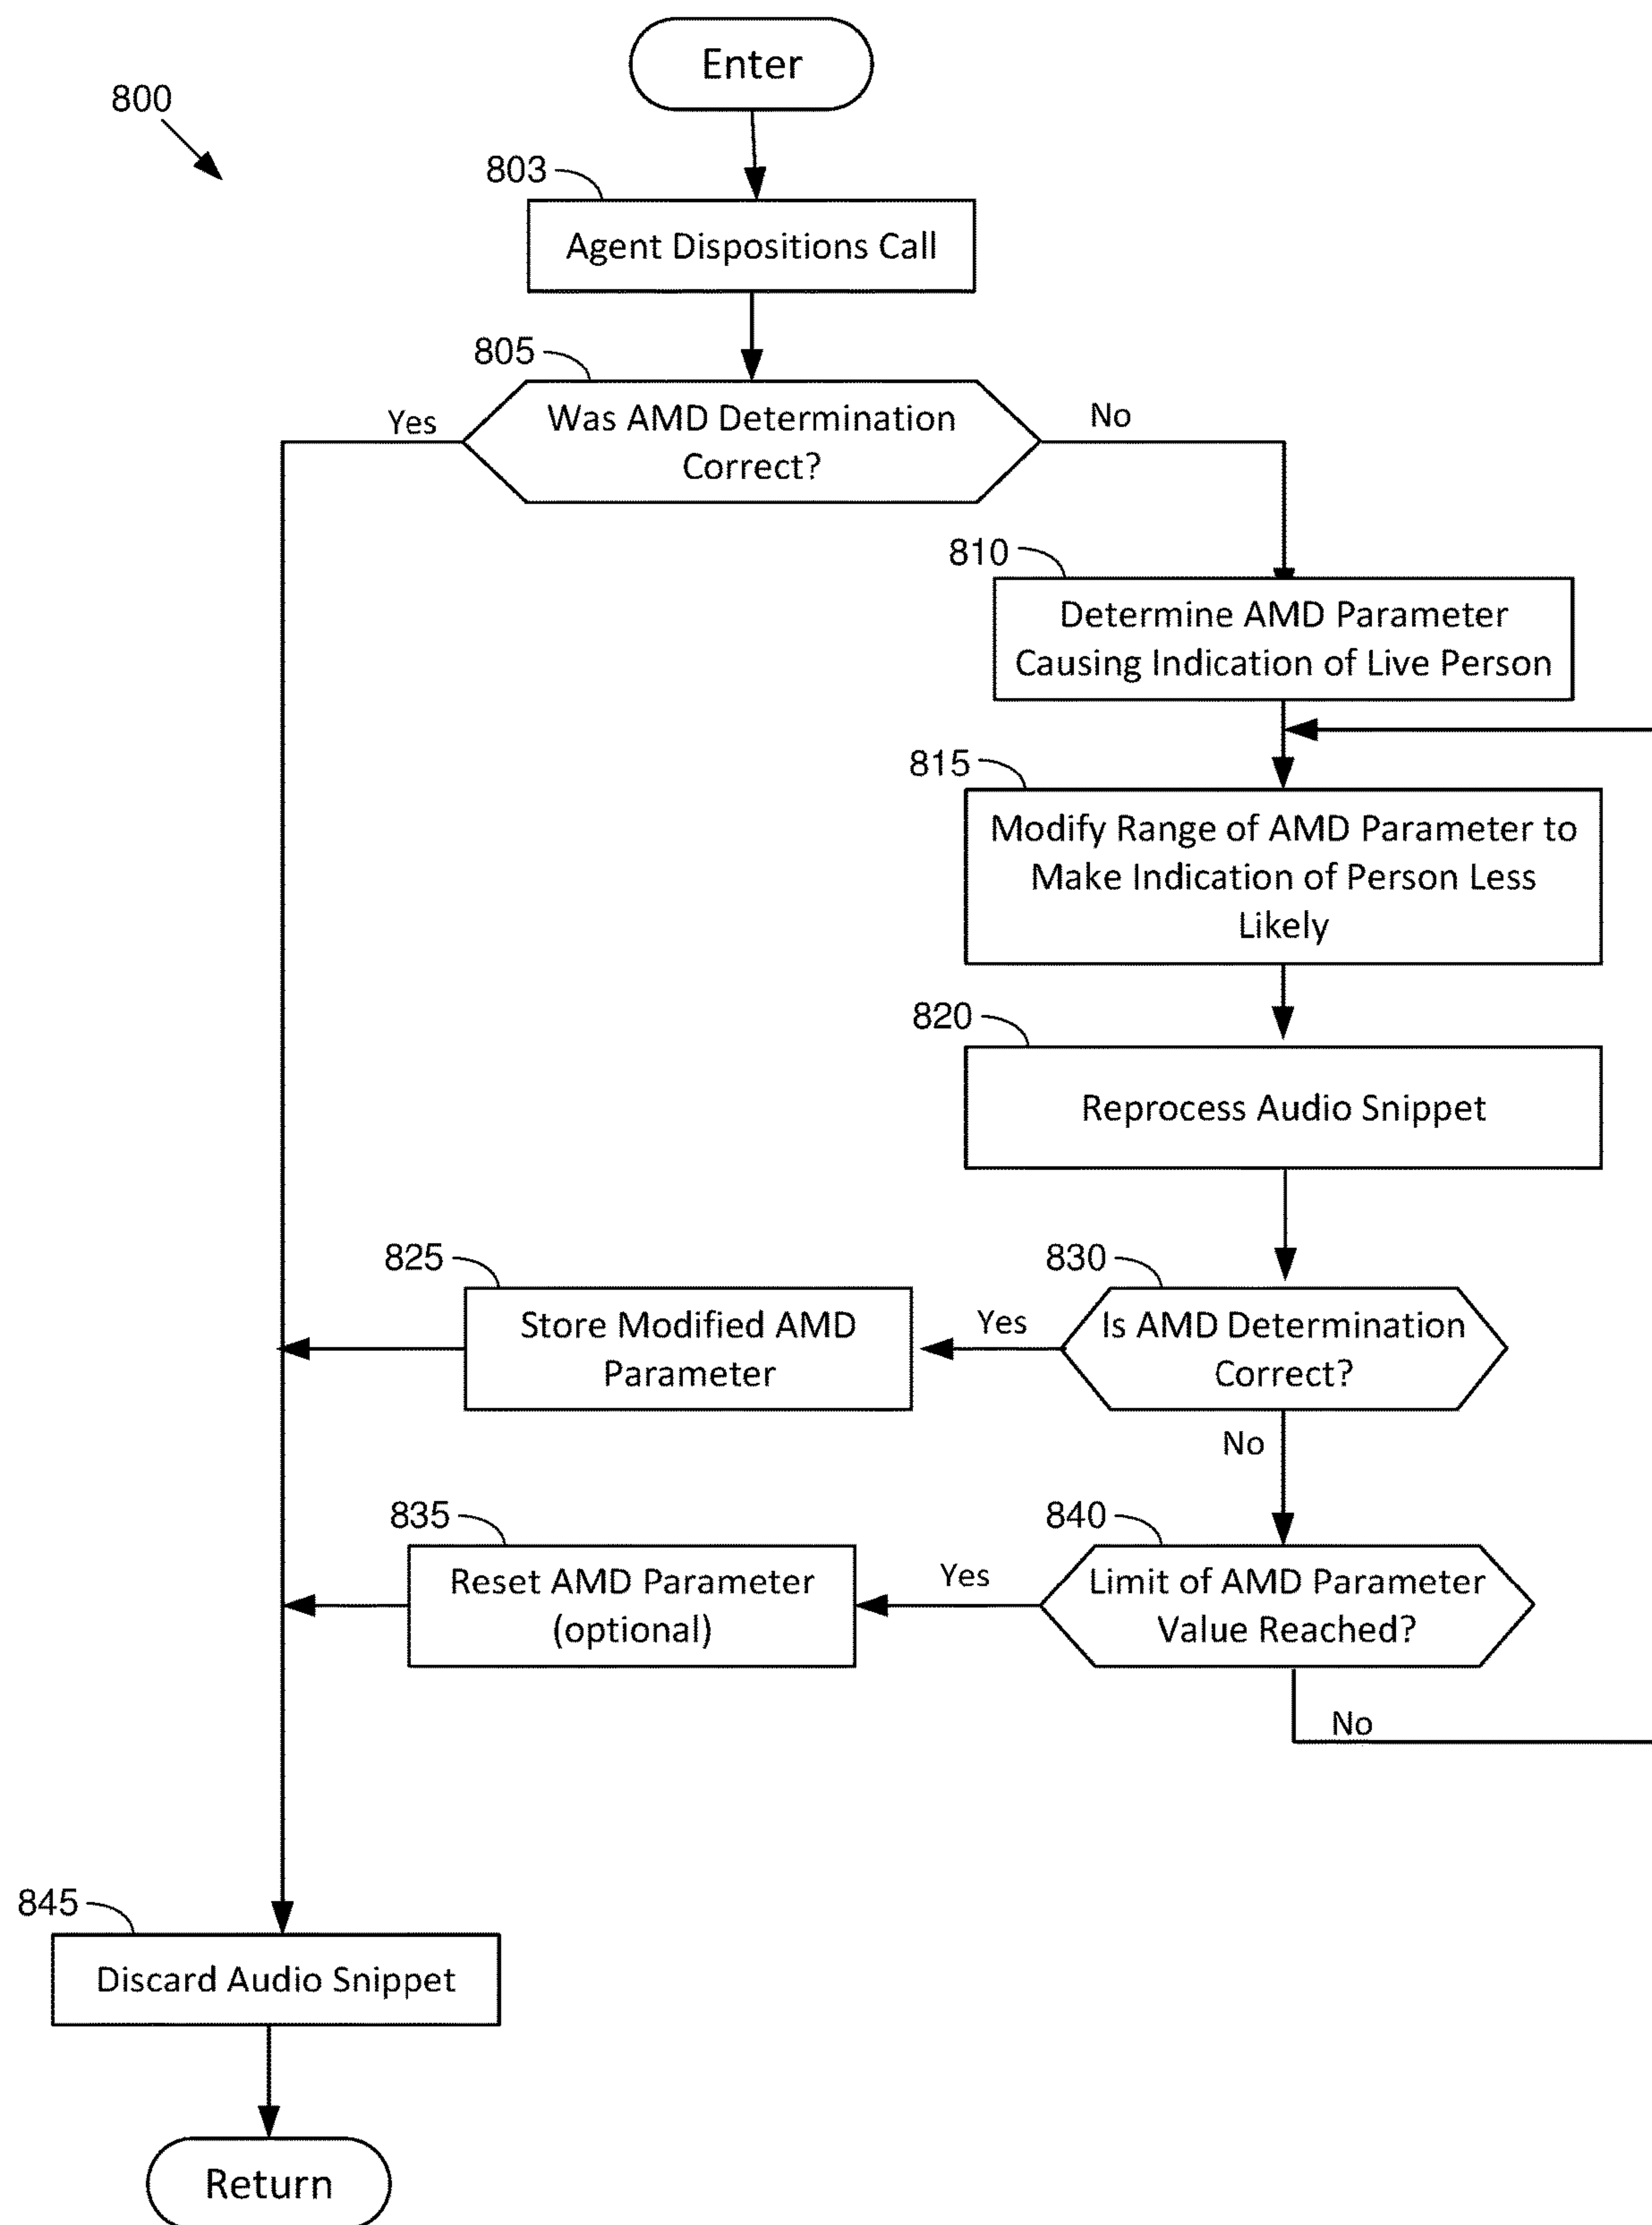 Enter
800
803
Agent Dispositions Call
805
Was AMD Determination
Correct?
Yes
No
810
Determine AMD Parameter
Causing Indication of Live Person
815
Modify Range of AMD Parameter to
Make Indication of Person Less
Likely
820
Reprocess Audio Snippet
825
Store Modified AMD
Parameter
Yes
830
Is AMD Determination
Correct?
No
835
Reset AMD Parameter
(optional)
Yes
840
Limit of AMD Parameter
Value Reached?
No
845
Discard Audio Snippet
Return